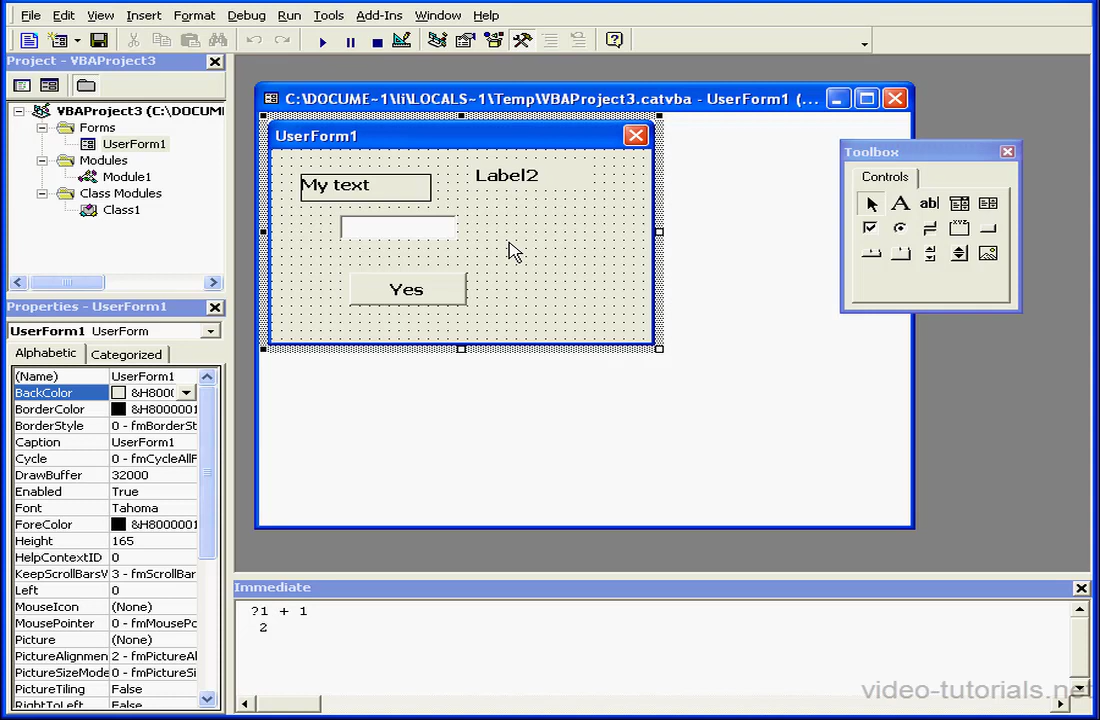 File Edit View Insert Format Debug Run Tools Add-Ins Window Help
Project - VBAProject3
VBAProject3 (C:\DOCUMI
Forms
UserForm1
Modules
Module1
Class Modules
Class1
Properties - UserForm1
UserForm1 UserForm
Alphabetic Categorized
(Name) UserForm1
BackColor &H800(
BorderColor &H8000001
BorderStyle 0 - fmBorderSt
Caption UserForm1
Cycle 0 - fmCycleAllF
DrawBuffer 32000
Enabled True
Font Tahoma
ForeColor &H8000001
Height 165
HelpContextID 0
KeepScrollBarsV 3 - fmScrollBar
Left 0
MouseIcon (None)
MousePointer 0 - fmMousePo
Picture (None)
PictureAlignmen 2 - fmPictureAl
PictureSizeMode 0 - fmPictureSi
PictureTiling False
RightToLeft False
C:\DOCUME~1\li\LOCALS~1\Temp\VBAProject3.catvba - UserForm1 (...
UserForm1
My text
Label2
Yes
Toolbox
Controls
A abl
XYZ
Immediate
?1 + 1
2
video-tutorials.net